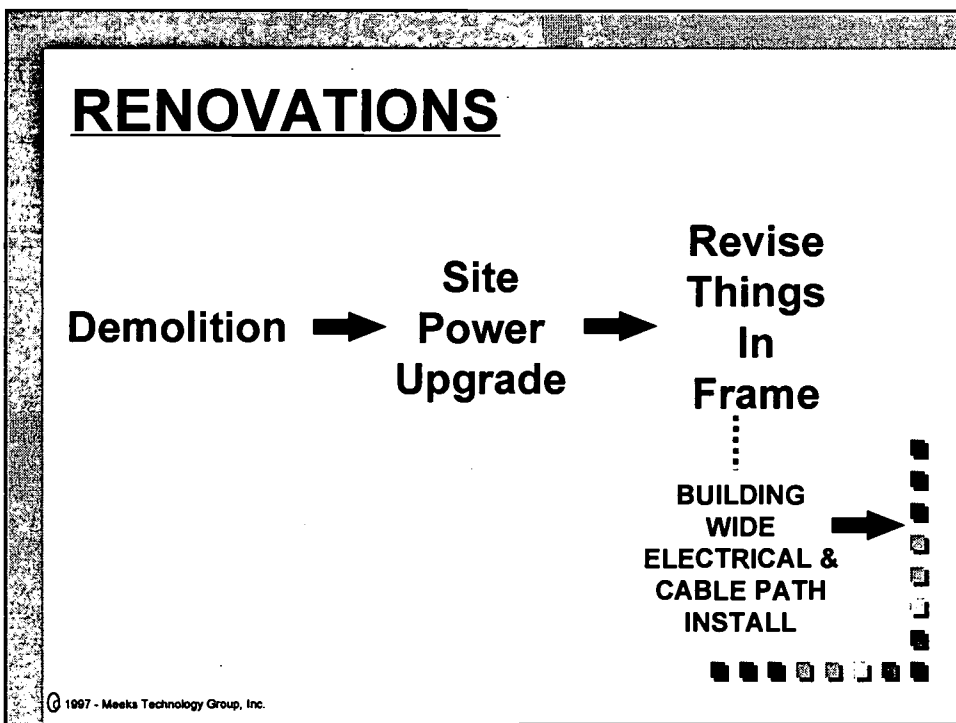 RENOVATIONS
Demolition
Site
Power
Upgrade
Revise
Things
In
Frame
BUILDING
WIDE
ELECTRICAL &
CABLE PATH
INSTALL
© 1997 - Meeks Technology Group, Inc.